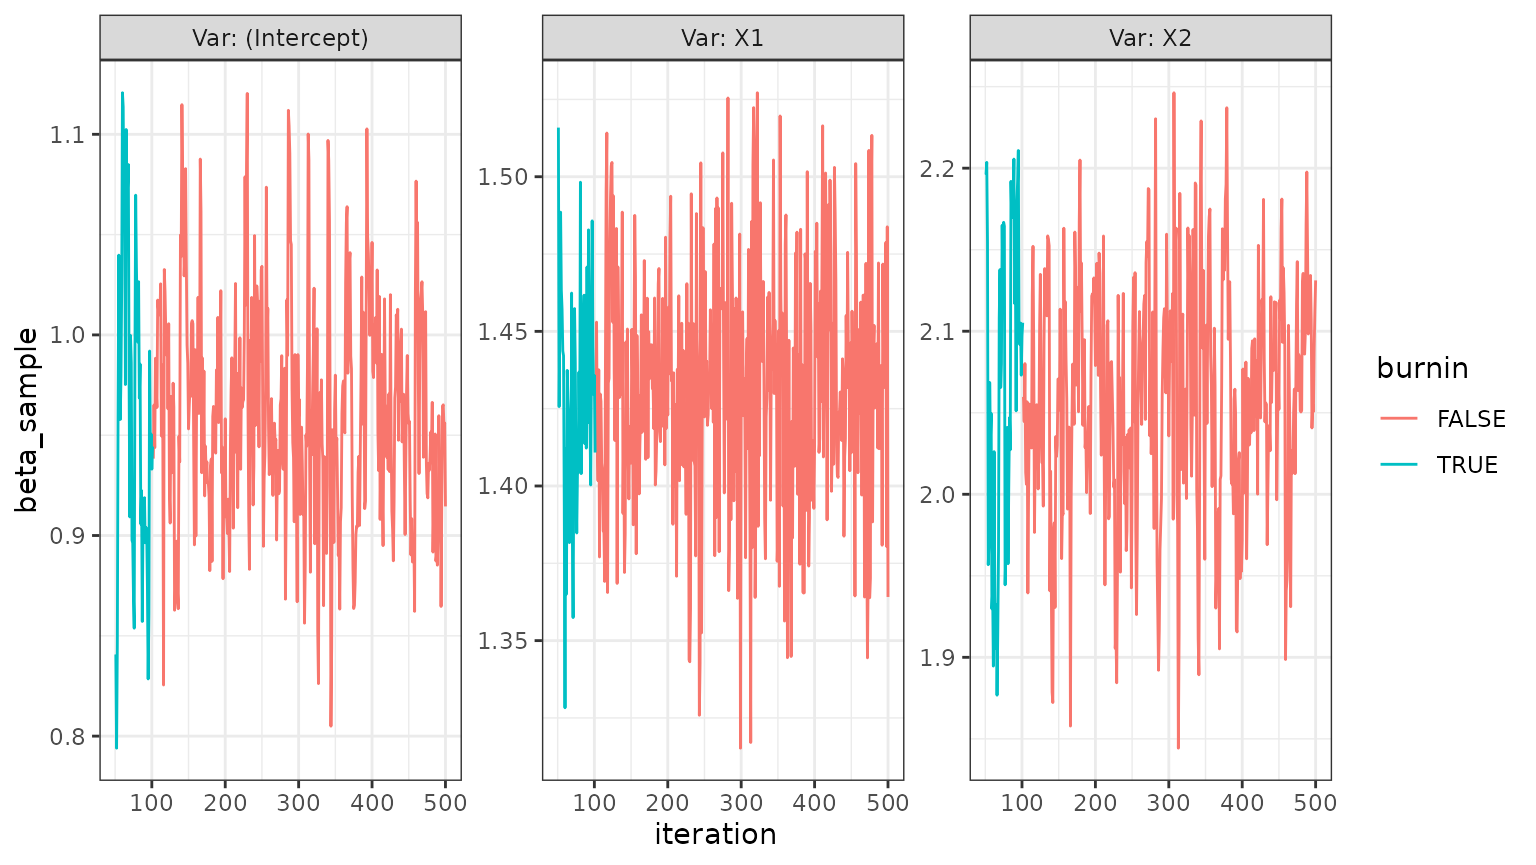 Var: (Intercept)
Var: X1
Var: X2
beta_sample
1.1
1.0
0.9
0.8
1.50
1.45
1.40
1.35
2.2
2.1
2.0
1.9
100 200 300 400 500
100 200 300 400 500
100 200 300 400 500
iteration
burnin
FALSE
TRUE